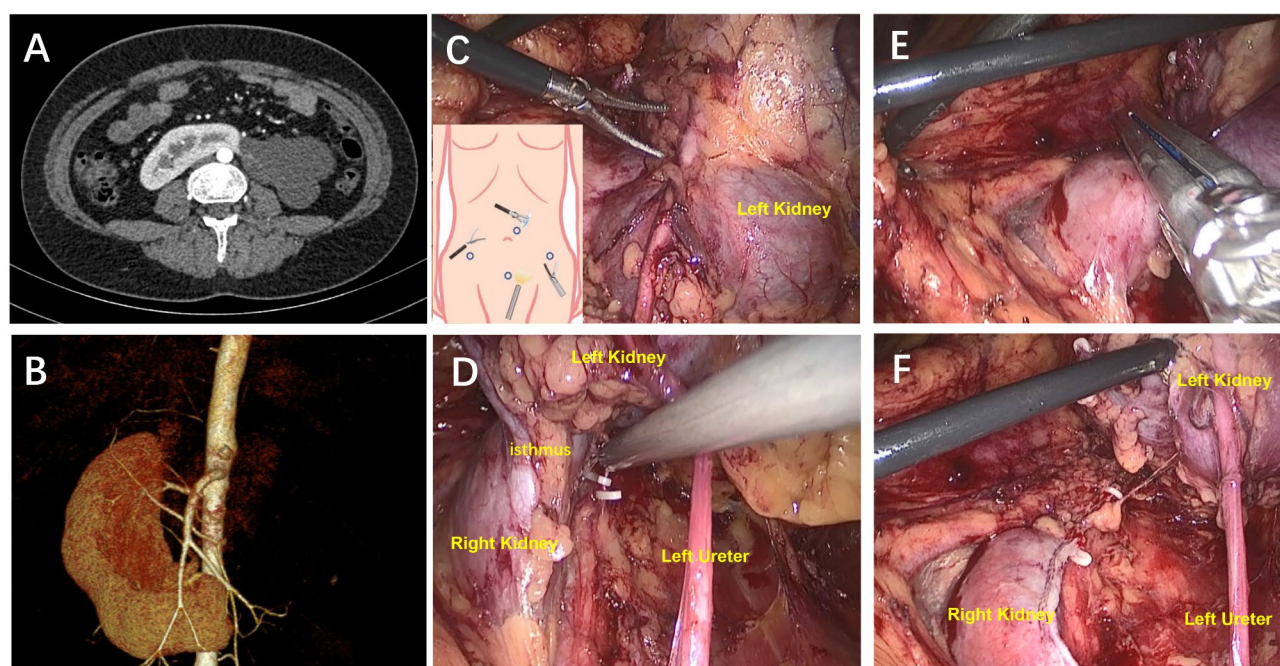 A
B
C
Left Kidney
D
Left Kidney
isthmus
Right Kidney
Left Ureter
E
F
Left Kidney
Right Kidney
Left Ureter